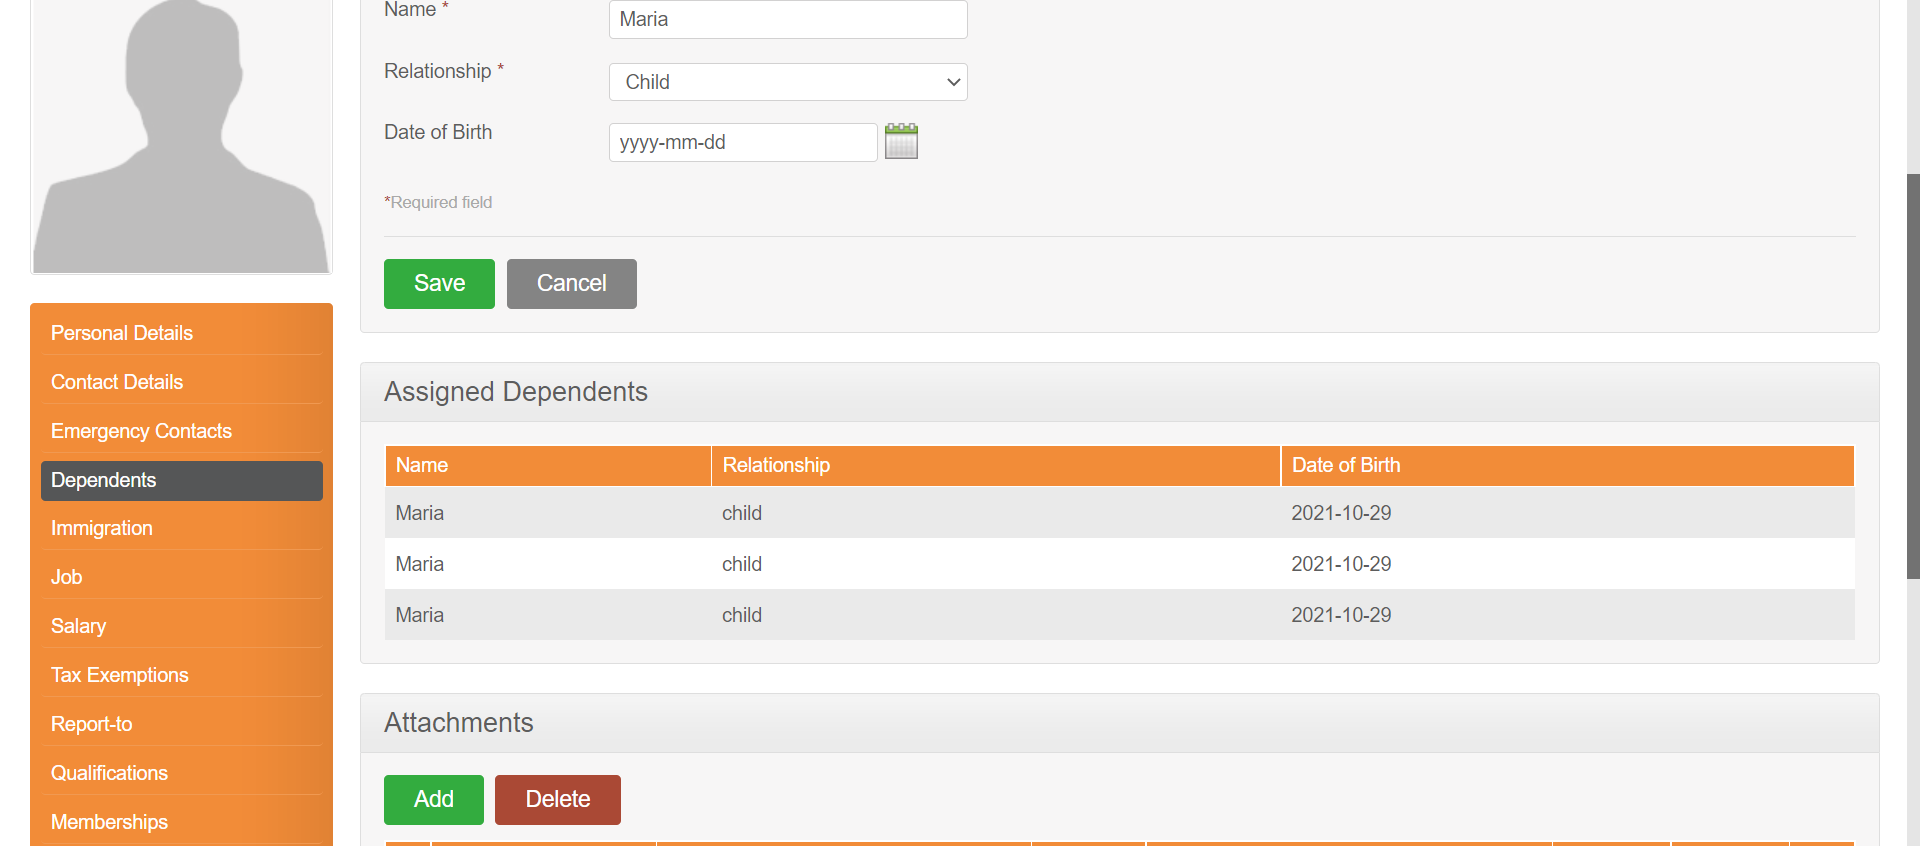 Name *
Maria
Relationship *
Child
Date of Birth
yyyy-mm-dd
*Required field
Save Cancel
Personal Details
Contact Details
Emergency Contacts
Dependents
Immigration
Job
Salary
Tax Exemptions
Report-to
Qualifications
Memberships
Assigned Dependents
Name Relationship Date of Birth
Maria child 2021-10-29
Maria child 2021-10-29
Maria child 2021-10-29
Attachments
Add Delete